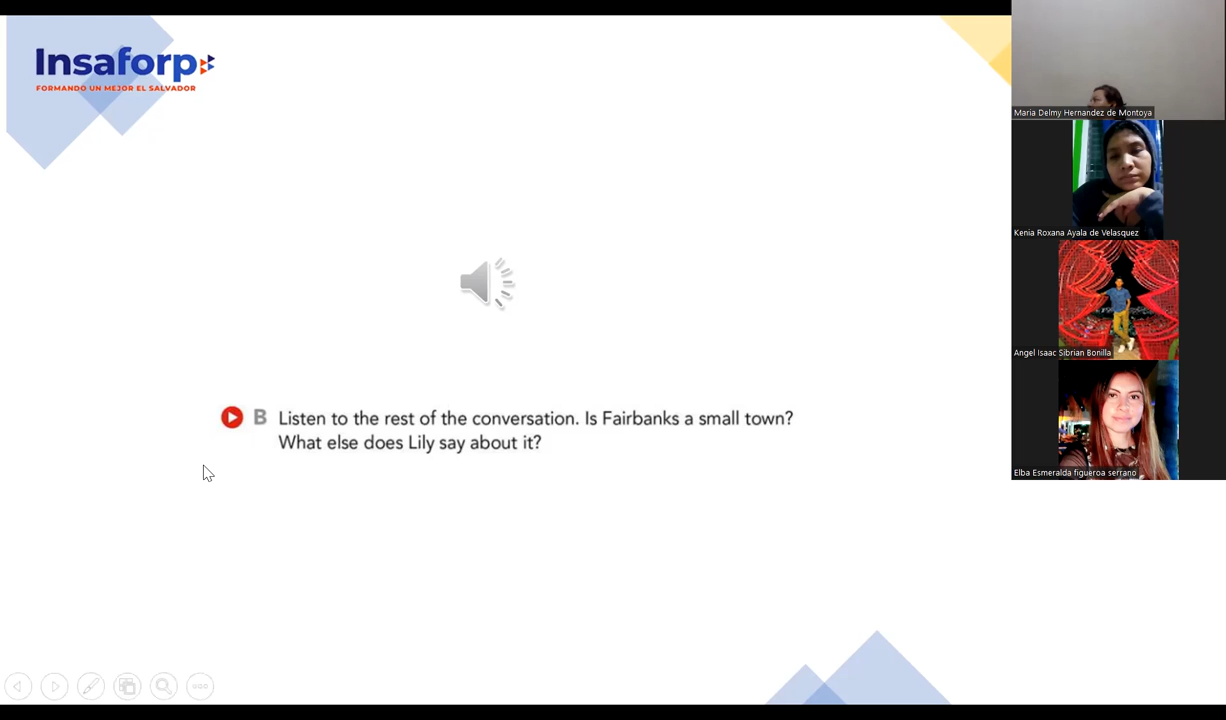 Insaforp
FORMANDO UN MEJOR EL SALVADOR
B Listen to the rest of the conversation. Is Fairbanks a small town?
What else does Lily say about it?
Maria Delmy Hernandez de Montoya
Kenia Roxana Ayala de Velasquez
Angel Isaac Sibrian Bonilla
Elba Esmeralda figueroa serrano